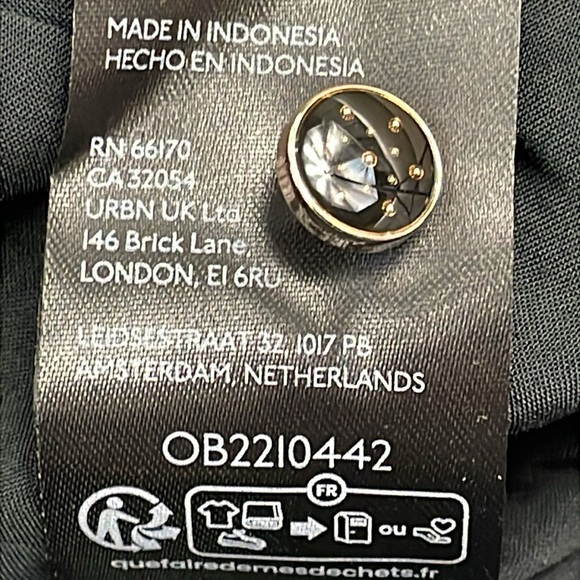 MADE IN INDONESIA
HECHO EN INDONESIA
RN 66170
CA 32054
URBN UK Ltd
146 Brick Lane,
LONDON, E1 6RU
LEIDSESTRAAT 32 1017 PB
AMSTERDAM, NETHERLANDS
OB2210442
FR
ou
quefairedemesdechets.fr